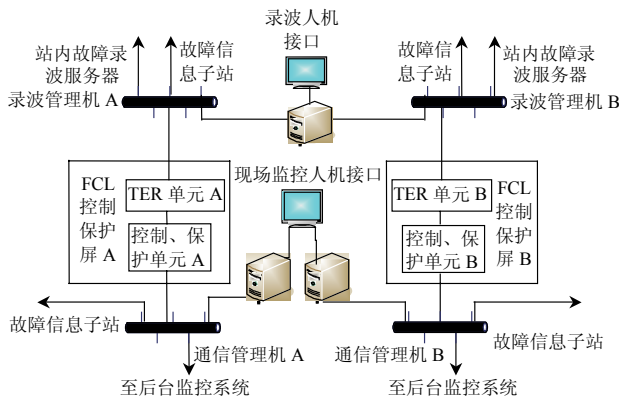 录波人机
接口
站内故障录
波服务器
故障信
息子站
故障信
息子站
站内故障录
波服务器
录波管理机 A
录波管理机 B
现场监控人机接口
FCL
控制
保护
屏 A
TER 单元 A
控制、保
护单元 A
TER 单元 B
控制、保
护单元 B
FCL
控制
保护
屏 B
故障信息子站
通信管理机 A
通信管理机 B
故障信息子站
至后台监控系统
至后台监控系统